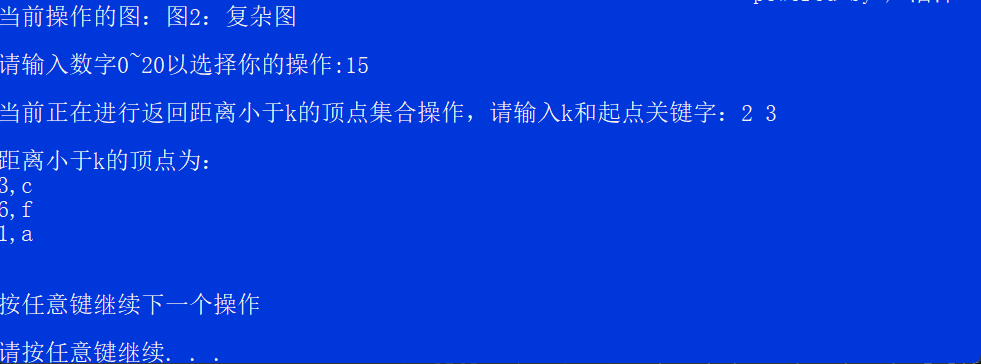 当前操作的图：图2：复杂图
请输入数字0~20以选择你的操作:15
当前正在进行返回距离小于k的顶点集合操作，请输入k和起点关键字：2 3
距离小于k的顶点为：
3,c
6,f
1,a
按任意键继续下一个操作
请按任意键继续. . .